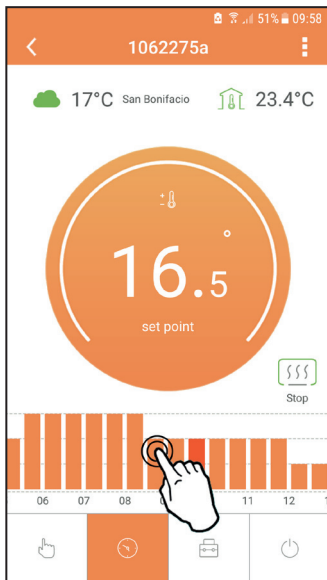 51% 09:58
1062275a
17°C San Bonifacio 23.4°C
16.5°
set point
Stop
06 07 08 11 12